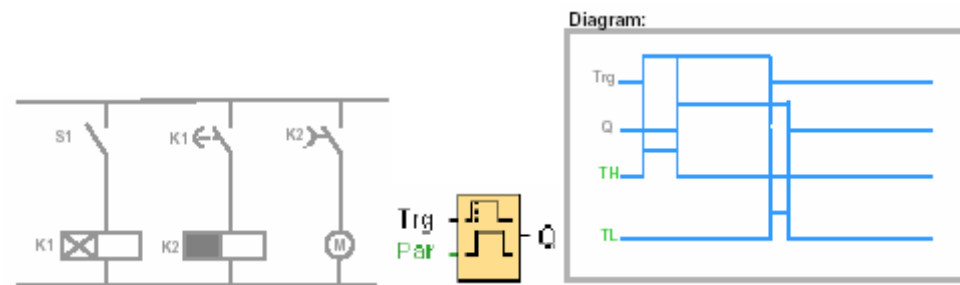 Diagram:
Trg
S1
K1
K2
Q
TH
Trg
Q
K1
K2
M
Par
TL